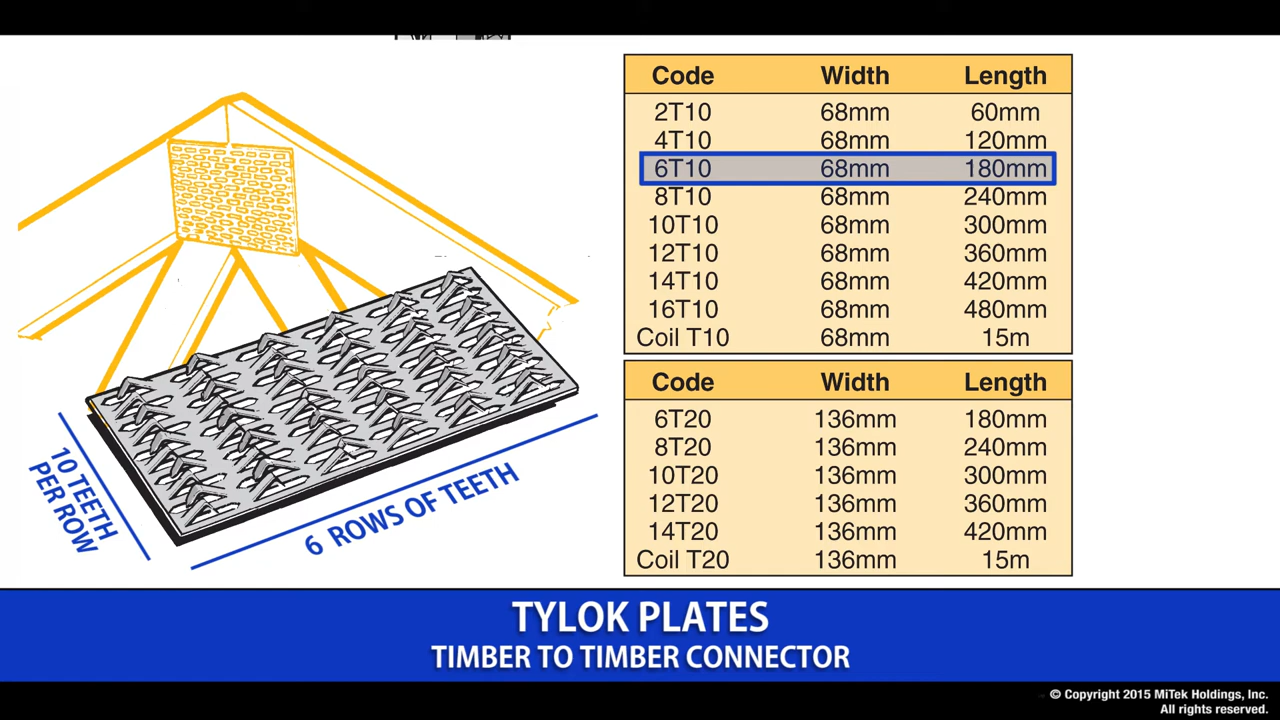 Code Width Length
2T10 68mm 60mm
4T10 68mm 120mm
6T10 68mm 180mm
8T10 68mm 240mm
10T10 68mm 300mm
12T10 68mm 360mm
14T10 68mm 420mm
16T10 68mm 480mm
Coil T10 68mm 15m
Code Width Length
6T20 136mm 180mm
8T20 136mm 240mm
10T20 136mm 300mm
12T20 136mm 360mm
14T20 136mm 420mm
Coil T20 136mm 15m
10 TEETH
PER ROW
6 ROWS OF TEETH
TYLOK PLATES
TIMBER TO TIMBER CONNECTOR
© Copyright 2015 MiTek Holdings, Inc.
All rights reserved.